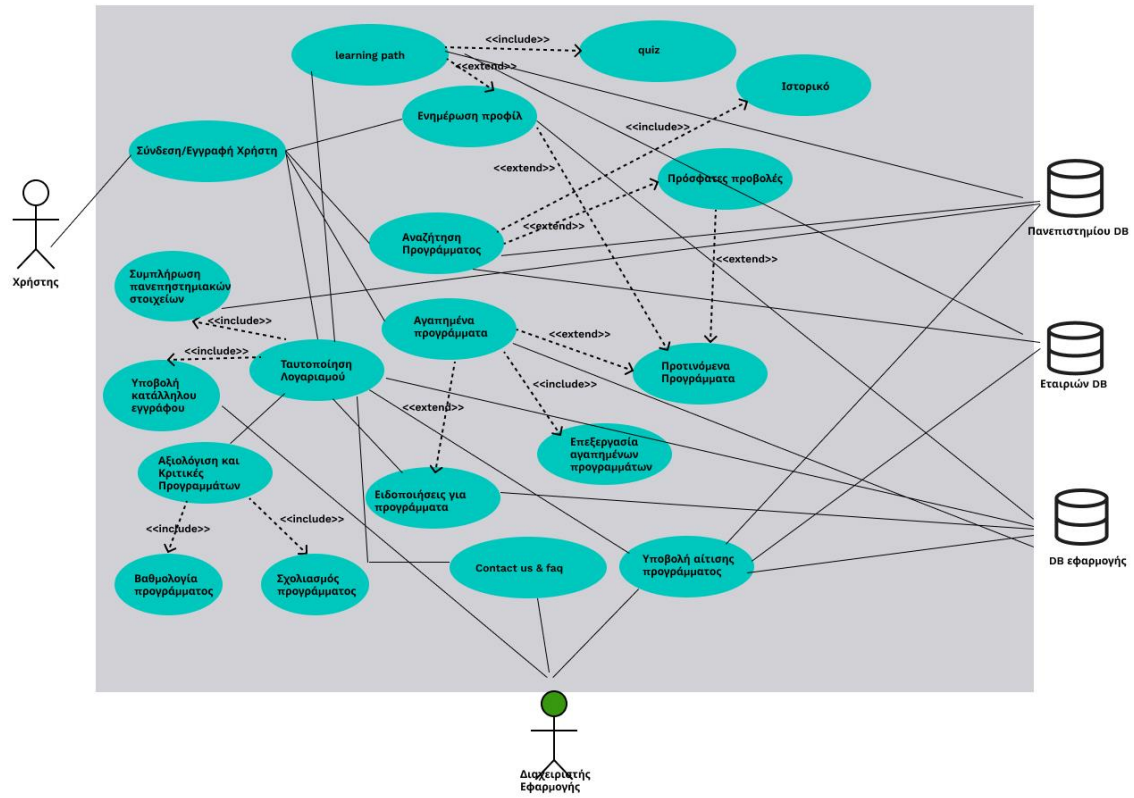 <<include>>
quiz
learning path
<<extend>>
Ιστορικό
Ενημέρωση προφίλ
<<include>>
Σύνδεση/Εγγραφή Χρήστη
<<extend>>
Πρόσφατες προβολές
<<extend>>
Αναζήτηση
Προγράμματος
Πανεπιστημίου DB
<<extend>>
Χρήστης
Συμπλήρωση
πανεπηστημιακών
στοιχείων
<<include>>
Αγαπημένα
προγράμματα
<<extend>>
<<include>>
Ταυτοποίηση
Λογαριασμού
Προτινόμενα
Προγράμματα
Εταιριών DB
Υποβολή
κατάλληλου
εγγράφου
<<include>>
<<extend>>
Επεξεργασία
αγαπημένων
προγραμμάτων
Αξιολόγιση και
Κριτικές
Προγραμμάτων
Ειδοποιήσεις για
προγράμματα
<<include>>
<<include>>
Βαθμολογία
προγράμματος
Σχολιασμός
προγράμματος
Contact us & faq
Υποβολή αίτισης
προγράμματος
DB εφαρμογής
Διαχειριστής
Εφαρμογής